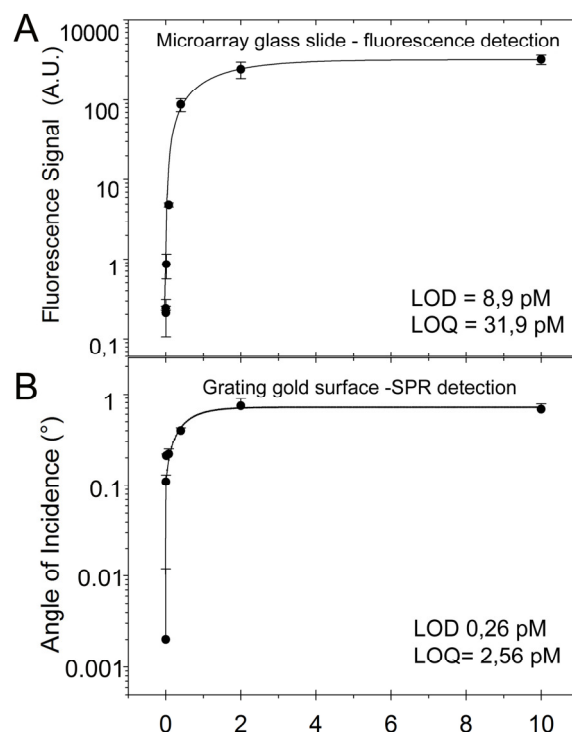 A
10000
Microarray glass slide - fluorescence detection
Fluorescence Signal (A.U.)
100
10
1
0,1
LOD = 8,9 pM
LOQ = 31,9 pM
B
Grating gold surface -SPR detection
Angle of Incidence (°)
1
0.1
0.01
0.001
LOD 0,26 pM
LOQ= 2,56 pM
0 2 4 6 8 10